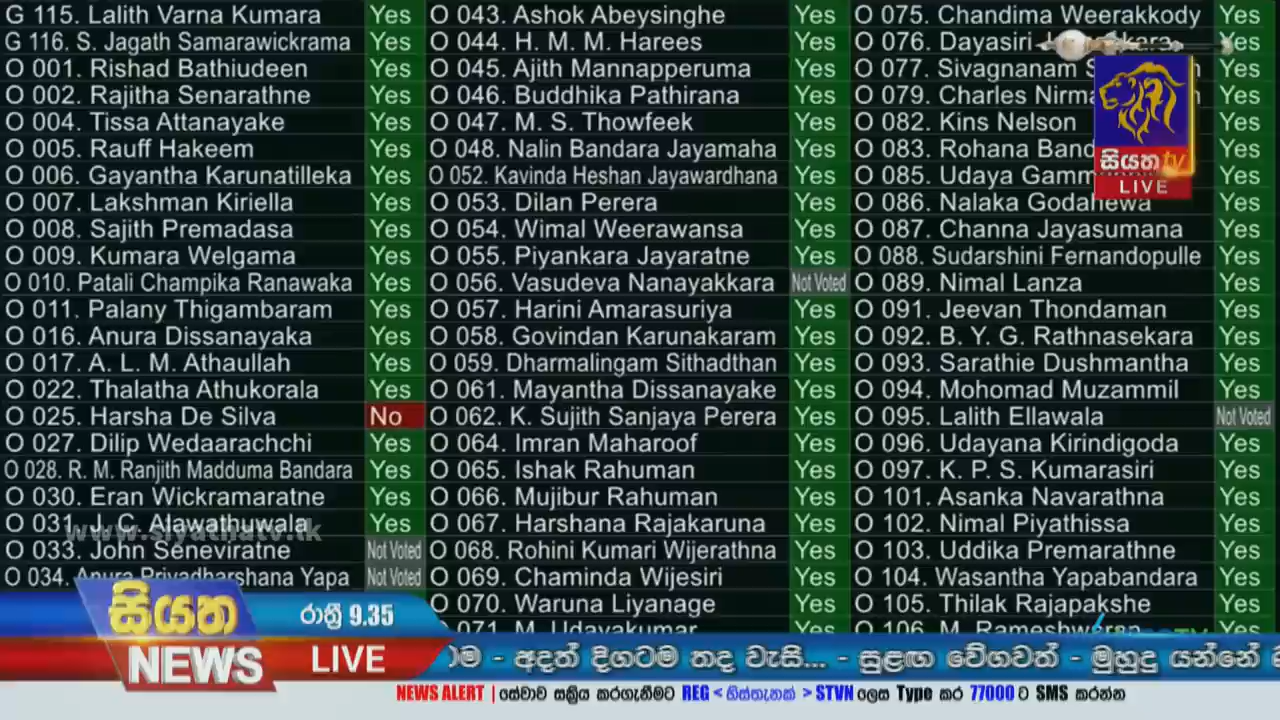 G 115. Lalith Varna Kumara Yes
G 116. S. Jagath Samarawickrama Yes
O 001. Rishad Bathiudeen Yes
O 002. Rajitha Senarathne Yes
O 004. Tissa Attanayake Yes
O 005. Rauff Hakeem Yes
O 006. Gayantha Karunatilleka Yes
O 007. Lakshman Kiriella Yes
O 008. Sajith Premadasa Yes
O 009. Kumara Welgama Yes
O 010. Patali Champika Ranawaka Yes
O 011. Palany Thigambaram Yes
O 016. Anura Dissanayaka Yes
O 017. A. L. M. Athaullah Yes
O 022. Thalatha Athukorala Yes
O 025. Harsha De Silva No
O 027. Dilip Wedaarachchi Yes
O 028. R. M. Ranjith Madduma Bandara Yes
O 030. Eran Wickramaratne Yes
O 031. J. C. Alawathuwala Yes
www.siyathatv.tk
O 033. John Seneviratne Not Voted
O 034. Anura Priyadharshana Yapa Not Voted
O 043. Ashok Abeysinghe Yes
O 044. H. M. M. Harees Yes
O 045. Ajith Mannapperuma Yes
O 046. Buddhika Pathirana Yes
O 047. M. S. Thowfeek Yes
O 048. Nalin Bandara Jayamaha Yes
O 052. Kavinda Heshan Jayawardhana Yes
O 053. Dilan Perera Yes
O 054. Wimal Weerawansa Yes
O 055. Piyankara Jayaratne Yes
O 056. Vasudeva Nanayakkara Not Voted
O 057. Harini Amarasuriya Yes
O 058. Govindan Karunakaram Yes
O 059. Dharmalingam Sithadthan Yes
O 061. Mayantha Dissanayake Yes
O 062. K. Sujith Sanjaya Perera Yes
O 064. Imran Maharoof Yes
O 065. Ishak Rahuman Yes
O 066. Mujibur Rahuman Yes
O 067. Harshana Rajakaruna Yes
O 068. Rohini Kumari Wijerathna Yes
O 069. Chaminda Wijesiri Yes
O 070. Waruna Liyanage Yes
O 071. M. Udayakumar Yes
O 075. Chandima Weerakkody Yes
O 076. Dayasiri Yes
O 077. Sivagnanam Yes
O 079. Charles Yes
O 082. Kins Nelson Yes
O 083. Rohana Yes
O 085. Udaya Yes
O 086. Nalaka Godahewa Yes
O 087. Channa Jayasumana Yes
O 088. Sudarshini Fernandopulle Yes
O 089. Nimal Lanza Yes
O 091. Jeevan Thondaman Yes
O 092. B. Y. G. Rathnasekara Yes
O 093. Sarathie Dushmantha Yes
O 094. Mohomad Muzammil Yes
O 095. Lalith Ellawala Not Voted
O 096. Udayana Kirindigoda Yes
O 097. K. P. S. Kumarasiri Yes
O 101. Asanka Navarathna Yes
O 102. Nimal Piyathissa Yes
O 103. Uddika Premarathne Yes
O 104. Wasantha Yapabandara Yes
O 105. Thilak Rajapakshe Yes
O 106. M. Rameshwaran Yes
සියත tv
LIVE
සියත
NEWS
රාත්‍රී 9.35
LIVE
- අදත් දිගටම තද වැසි... - සුළඟ වේගවත් - මුහුදු යන්නේ
NEWS ALERT | සේවාව සක්‍රිය කරගැනීමට REG < හිස්තැනක් > STVN ලෙස Type කර 77000 ට SMS කරන්න